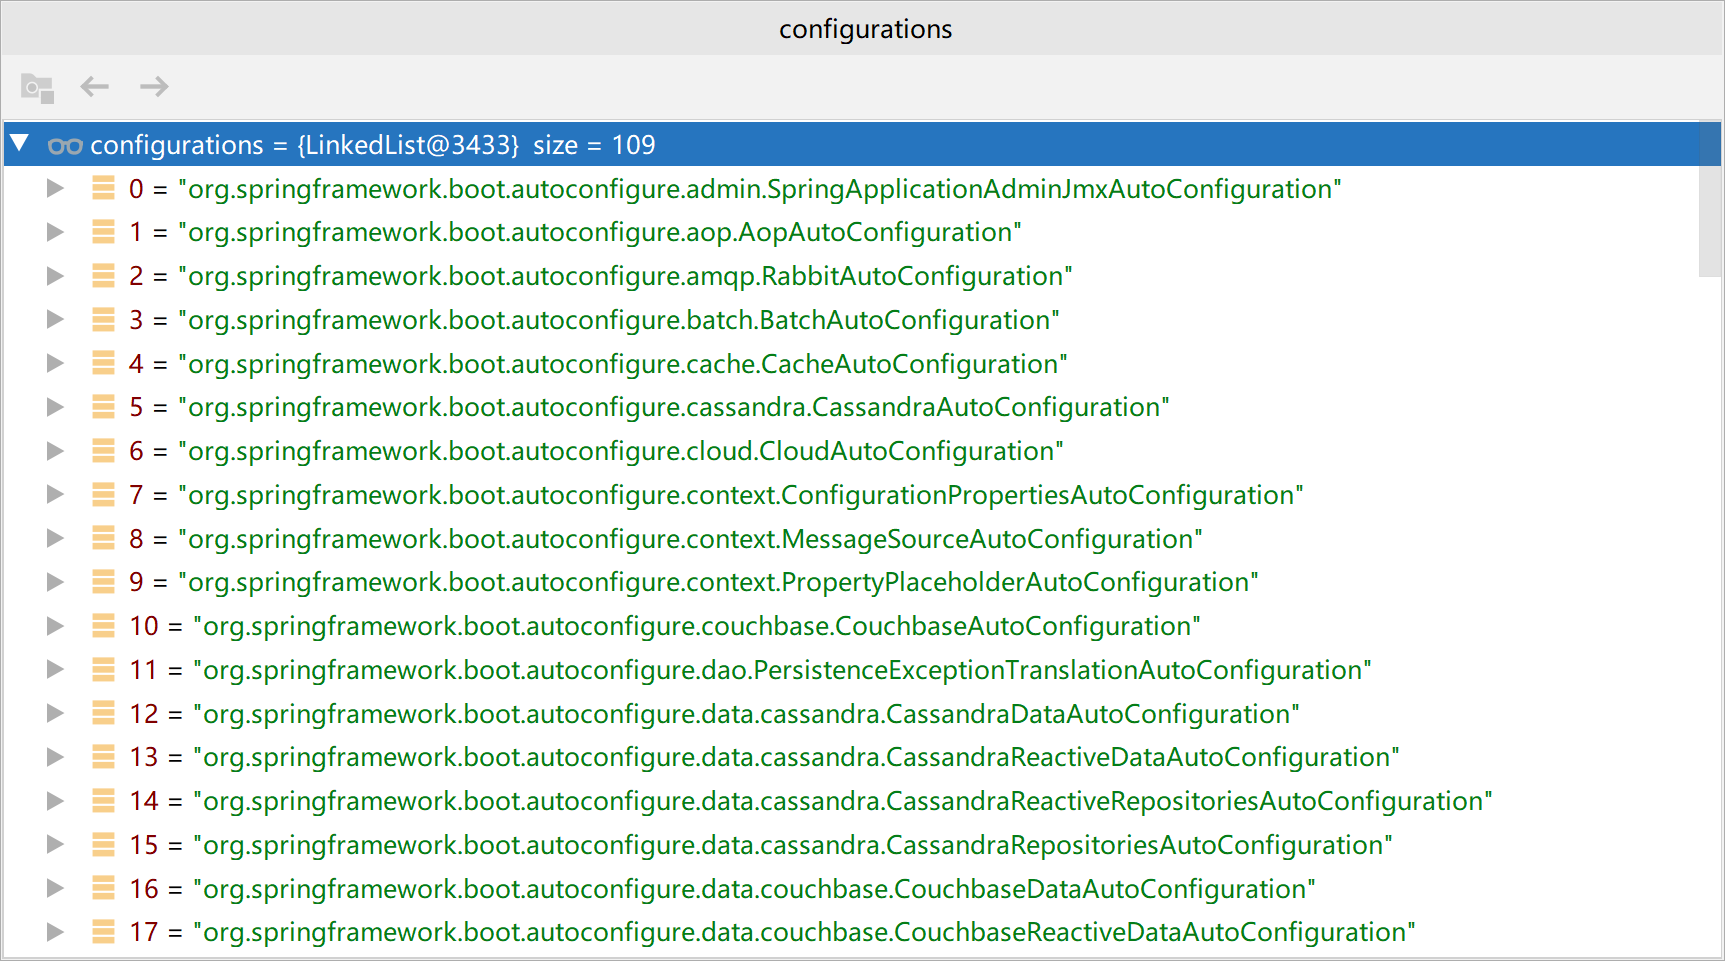 configurations
configurations = {LinkedList@3433} size = 109
0 = "org.springframework.boot.autoconfigure.admin.SpringApplicationAdminJmxAutoConfiguration"
1 = "org.springframework.boot.autoconfigure.aop.AopAutoConfiguration"
2 = "org.springframework.boot.autoconfigure.amqp.RabbitAutoConfiguration"
3 = "org.springframework.boot.autoconfigure.batch.BatchAutoConfiguration"
4 = "org.springframework.boot.autoconfigure.cache.CacheAutoConfiguration"
5 = "org.springframework.boot.autoconfigure.cassandra.CassandraAutoConfiguration"
6 = "org.springframework.boot.autoconfigure.cloud.CloudAutoConfiguration"
7 = "org.springframework.boot.autoconfigure.context.ConfigurationPropertiesAutoConfiguration"
8 = "org.springframework.boot.autoconfigure.context.MessageSourceAutoConfiguration"
9 = "org.springframework.boot.autoconfigure.context.PropertyPlaceholderAutoConfiguration"
10 = "org.springframework.boot.autoconfigure.couchbase.CouchbaseAutoConfiguration"
11 = "org.springframework.boot.autoconfigure.dao.PersistenceExceptionTranslationAutoConfiguration"
12 = "org.springframework.boot.autoconfigure.data.cassandra.CassandraDataAutoConfiguration"
13 = "org.springframework.boot.autoconfigure.data.cassandra.CassandraReactiveDataAutoConfiguration"
14 = "org.springframework.boot.autoconfigure.data.cassandra.CassandraReactiveRepositoriesAutoConfiguration"
15 = "org.springframework.boot.autoconfigure.data.cassandra.CassandraRepositoriesAutoConfiguration"
16 = "org.springframework.boot.autoconfigure.data.couchbase.CouchbaseDataAutoConfiguration"
17 = "org.springframework.boot.autoconfigure.data.couchbase.CouchbaseReactiveDataAutoConfiguration"